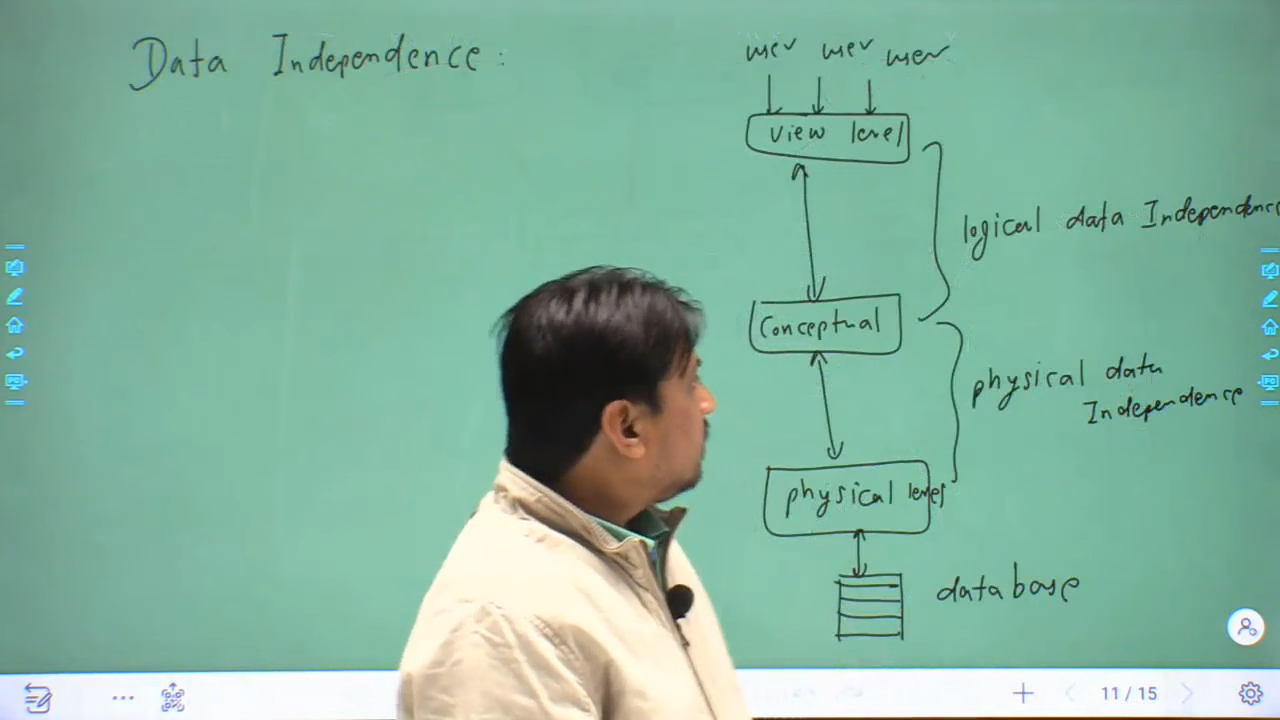 Data Independence:
user user user
view level
logical data Independence
Conceptual
physical data
Independence
physical level
database
11 / 15